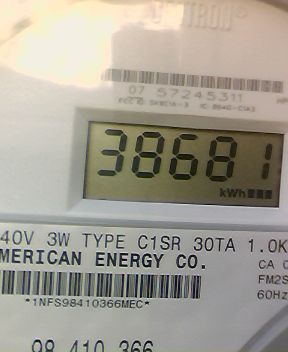 07 57245311
38681
kWh
40V 3W TYPE C1SR 30TA 1.0K
MERICAN ENERGY CO.
CA 0
FM2S
60Hz
*1NFS98410366MEC*
98 410 366